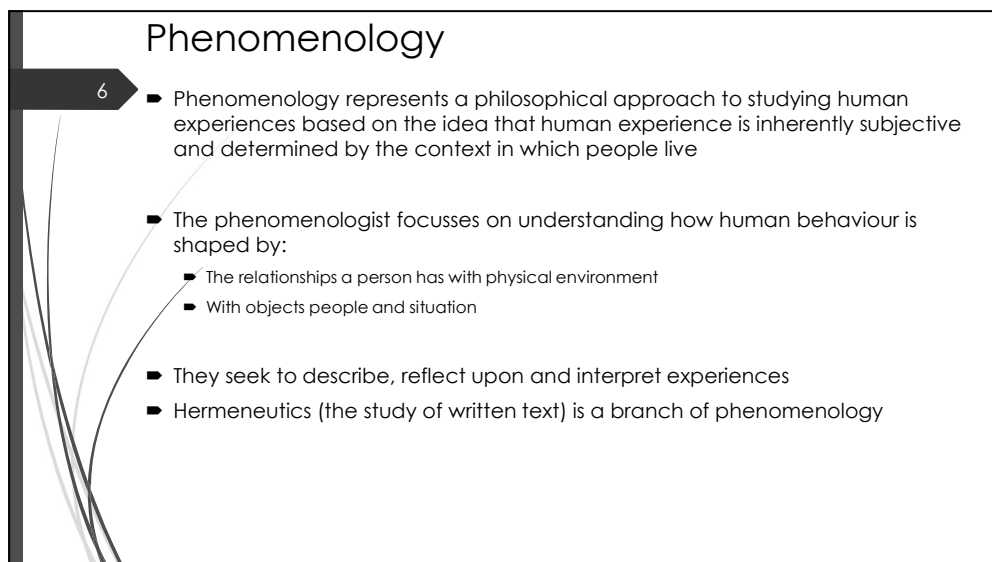 Phenomenology
6
Phenomenology represents a philosophical approach to studying human
experiences based on the idea that human experience is inherently subjective
and determined by the context in which people live
The phenomenologist focusses on understanding how human behaviour is
shaped by:
The relationships a person has with physical environment
With objects people and situation
They seek to describe, reflect upon and interpret experiences
Hermeneutics (the study of written text) is a branch of phenomenology